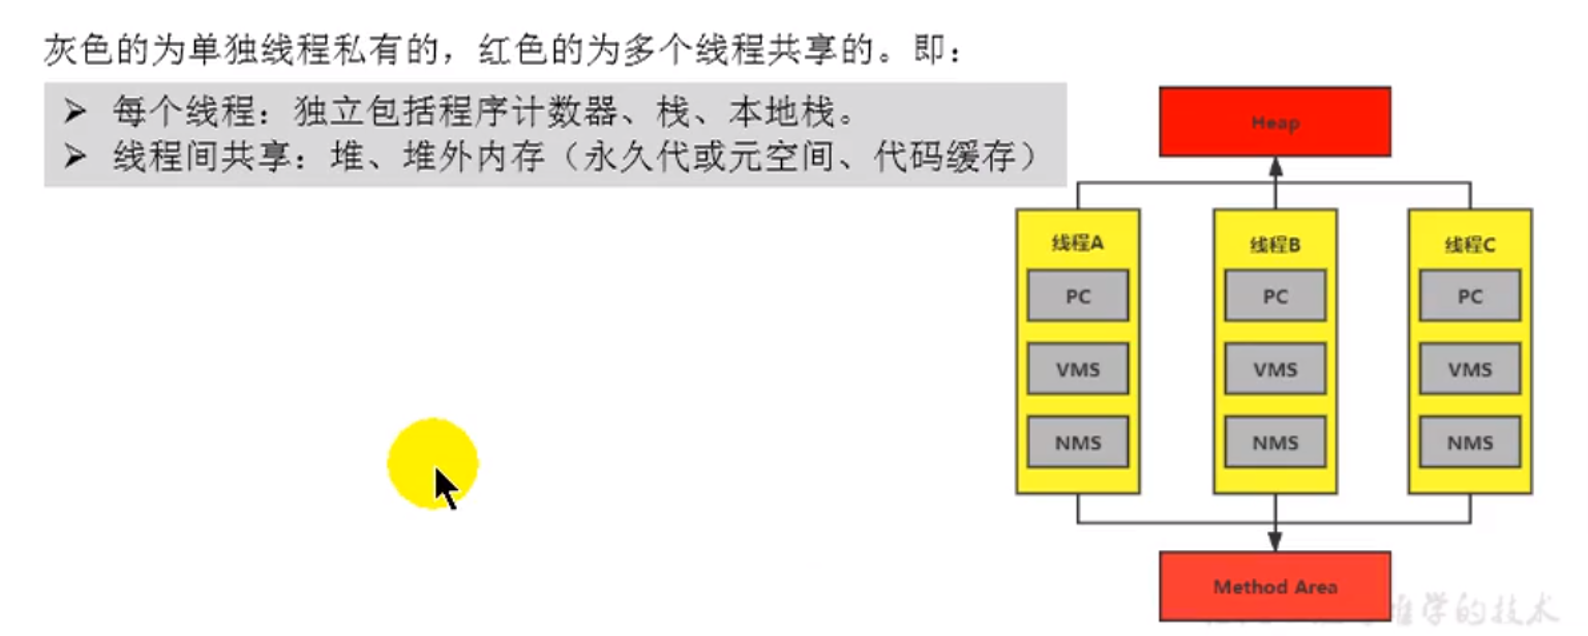 灰色的为单独线程私有的，红色的为多个线程共享的。即：
➤ 每个线程：独立包括程序计数器、栈、本地栈。
➤ 线程间共享：堆、堆外内存（永久代或元空间、代码缓存）
Heap
线程A 线程B 线程C
PC PC PC
VMS VMS VMS
NMS NMS NMS
Method Area
学的技术